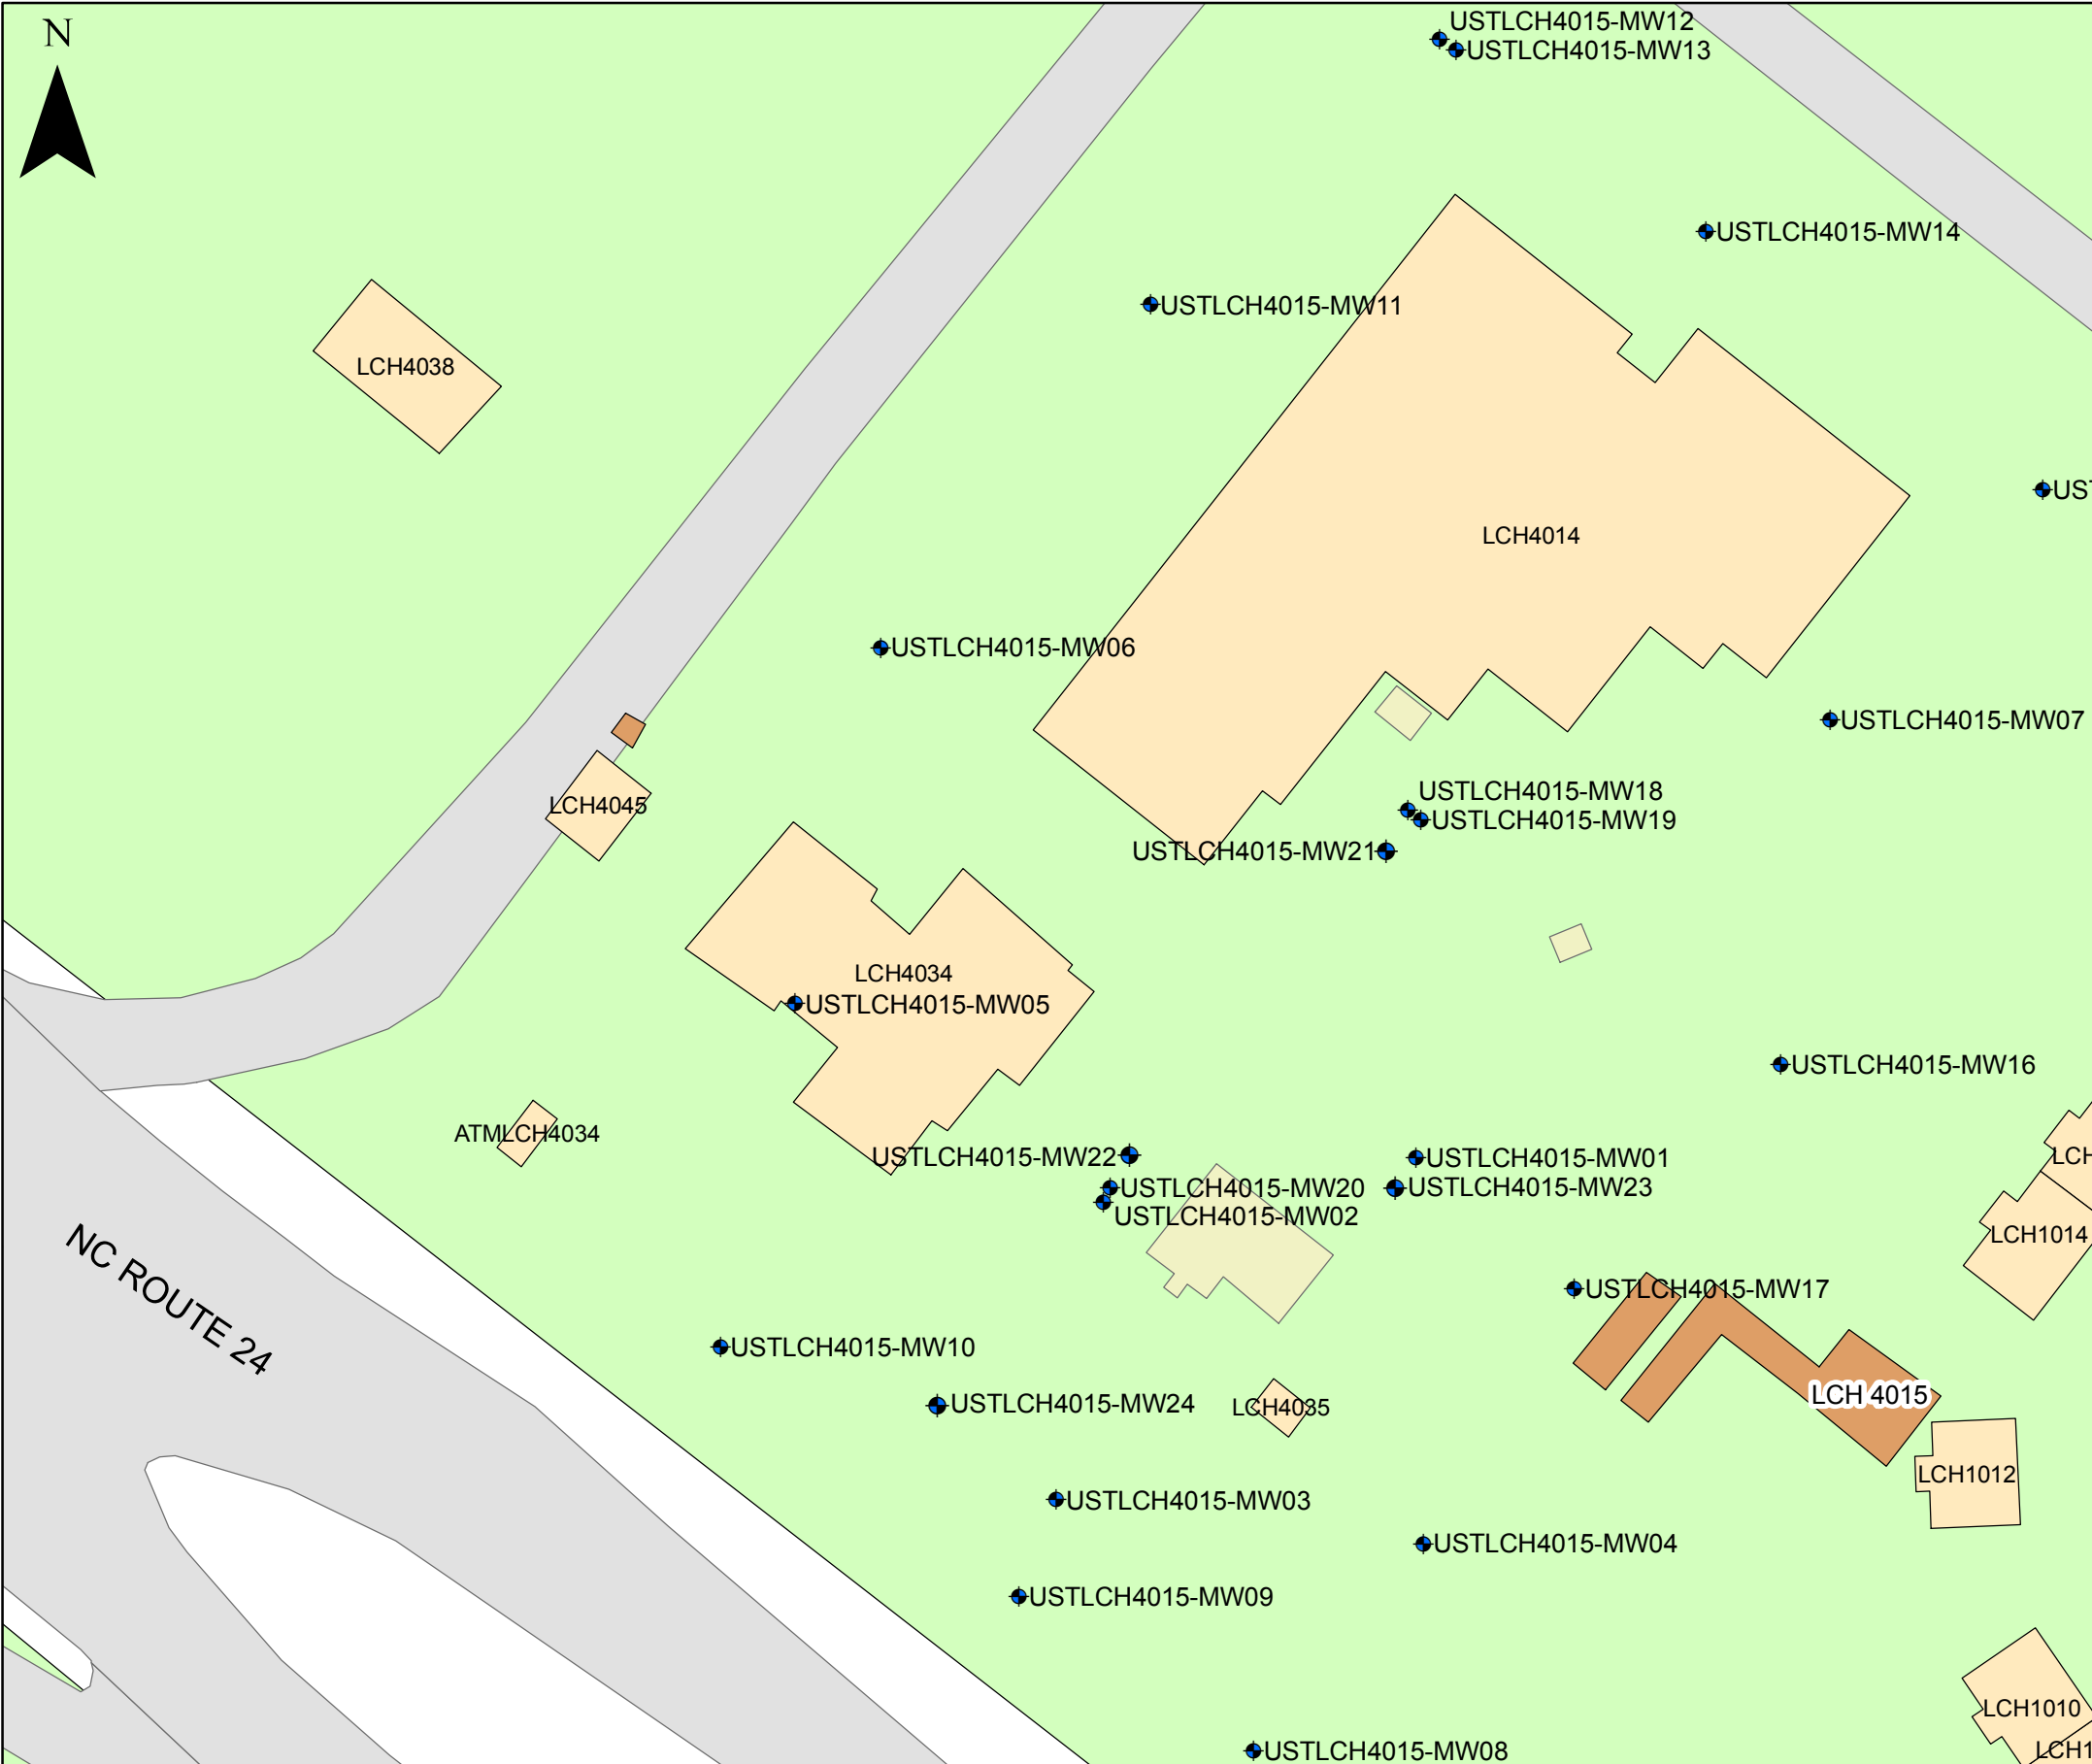 N
USTLCH4015-MW12
USTLCH4015-MW13
USTLCH4015-MW14
USTLCH4015-MW11
LCH4038
UST
LCH4014
USTLCH4015-MW06
USTLCH4015-MW07
USTLCH4015-MW18
LCH4045
USTLCH4015-MW19
USTLCH4015-MW21
LCH4034
USTLCH4015-MW05
USTLCH4015-MW16
ATMLCH4034
USTLCH4015-MW22
USTLCH4015-MW01
LCH
USTLCH4015-MW20
USTLCH4015-MW23
USTLCH4015-MW02
LCH1014
NC ROUTE 24
USTLCH4015-MW17
USTLCH4015-MW10
LCH 4015
USTLCH4015-MW24
LCH4035
LCH1012
USTLCH4015-MW03
USTLCH4015-MW04
USTLCH4015-MW09
LCH1010
USTLCH4015-MW08
LCH1